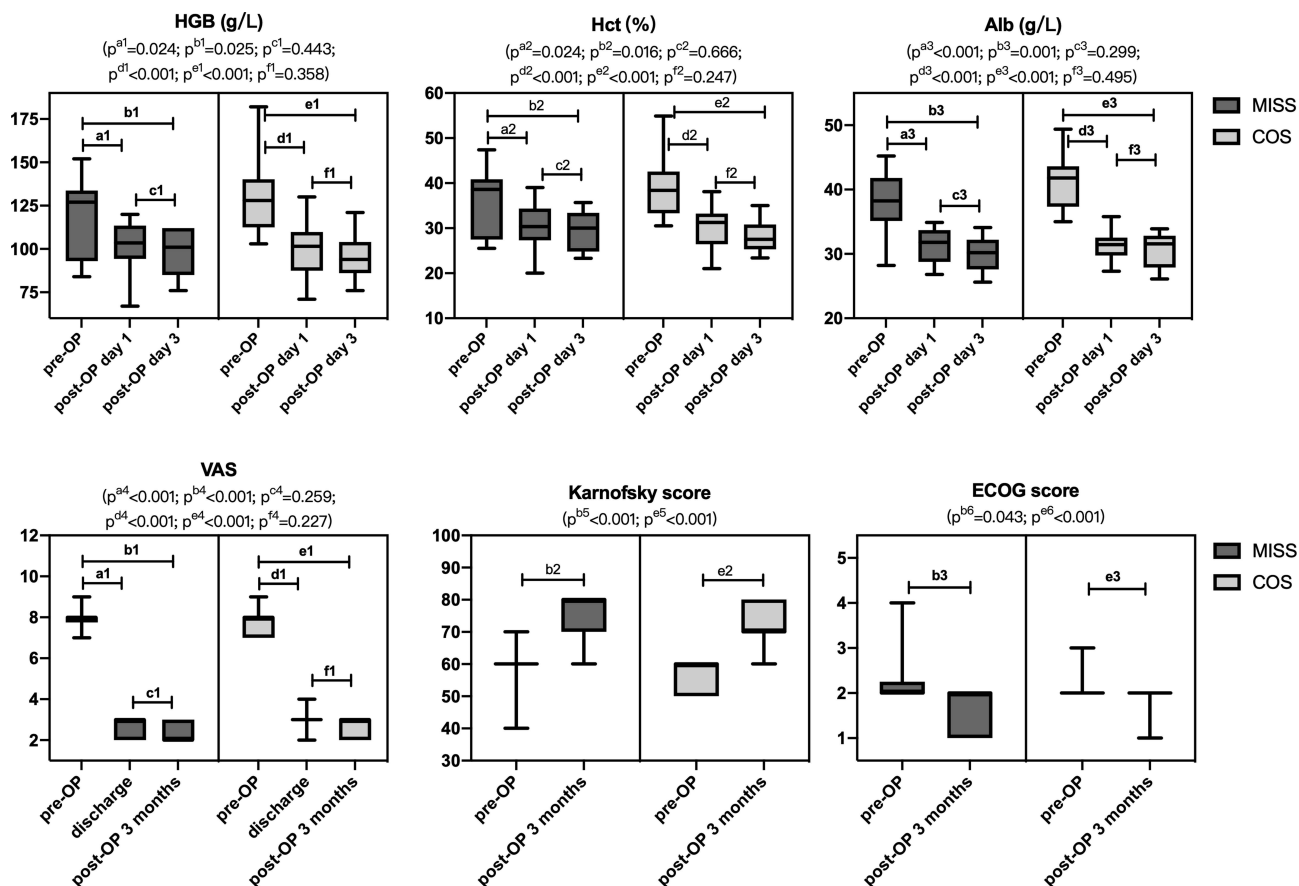 HGB (g/L)
(pa1=0.024; pb1=0.025; pc1=0.443;
pd1<0.001; pe1<0.001; pf1=0.358)
175
150
125
100
75
b1
a1
c1
e1
d1
f1
pre-OP
post-OP day 1
post-OP day 3
pre-OP
post-OP day 1
post-OP day 3
Hct (%)
(pa2=0.024; pb2=0.016; pc2=0.666;
pd2<0.001; pe2<0.001; pf2=0.247)
60
50
40
30
20
10
b2
a2
c2
e2
d2
f2
pre-OP
post-OP day 1
post-OP day 3
pre-OP
post-OP day 1
post-OP day 3
Alb (g/L)
(pa3<0.001; pb3=0.001; pc3=0.299;
pd3<0.001; pe3<0.001; pf3=0.495)
50
40
30
20
b3
a3
c3
e3
d3
f3
pre-OP
post-OP day 1
post-OP day 3
pre-OP
post-OP day 1
post-OP day 3
MISS
COS
VAS
(pa4<0.001; pb4<0.001; pc4=0.259;
pd4<0.001; pe4<0.001; pf4=0.227)
12
10
8
6
4
2
b1
a1
c1
e1
d1
f1
pre-OP
discharge
post-OP 3 months
pre-OP
discharge
post-OP 3 months
Karnofsky score
(pb5<0.001; pe5<0.001)
100
90
80
70
60
50
40
30
b2
e2
pre-OP
post-OP 3 months
pre-OP
post-OP 3 months
ECOG score
(pb6=0.043; pe6<0.001)
5
4
3
2
1
b3
e3
pre-OP
post-OP 3 months
pre-OP
post-OP 3 months
MISS
COS